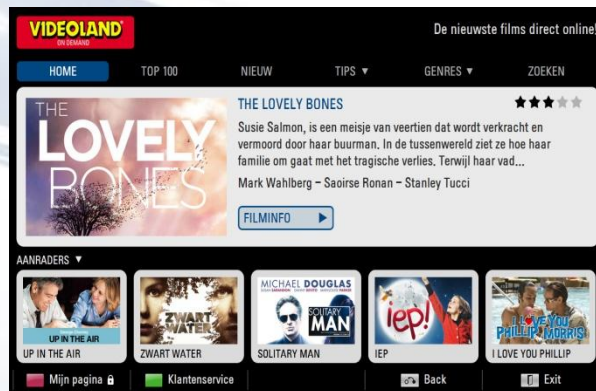 VIDEOLAND
ON DEMAND
De nieuwste films direct online!
HOME TOP 100 NIEUW TIPS ▼ GENRES ▼ ZOEKEN
THE
LOVELY
BONES
THE LOVELY BONES
Susie Salmon, is een meisje van veertien dat wordt verkracht en
vermoord door haar buurman. In de tussenwereld ziet ze hoe haar
familie om gaat met het tragische verlies. Terwijl haar vad...
Mark Wahlberg – Saoirse Ronan – Stanley Tucci
FILMINFO
AANRADERS ▼
UP IN THE AIR
ZWART
WATER
MICHAEL DOUGLAS
SOLITARY
MAN
iep!
I LOVE YOU
PHILLIP MORRIS
UP IN THE AIR
ZWART WATER
SOLITARY MAN
IEP
I LOVE YOU PHILLIP
Mijn pagina Klantenservice Back Exit